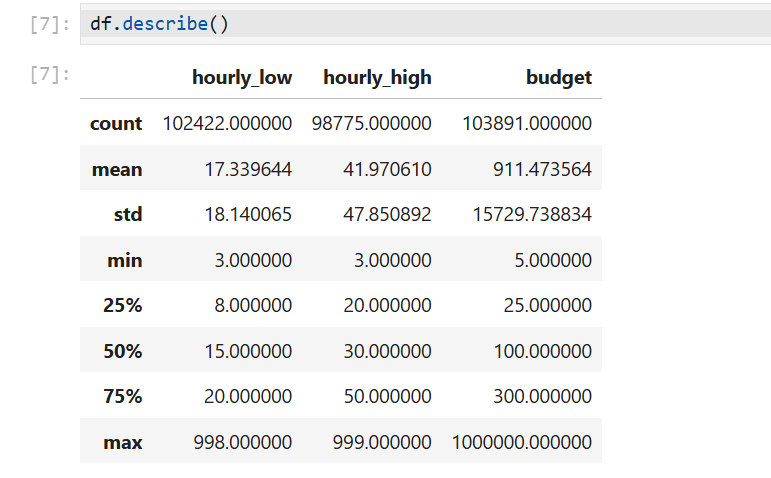 [7]: df.describe()
[7]: hourly_low hourly_high budget
count 102422.000000 98775.000000 103891.000000
mean 17.339644 41.970610 911.473564
std 18.140065 47.850892 15729.738834
min 3.000000 3.000000 5.000000
25% 8.000000 20.000000 25.000000
50% 15.000000 30.000000 100.000000
75% 20.000000 50.000000 300.000000
max 998.000000 999.000000 1000000.000000